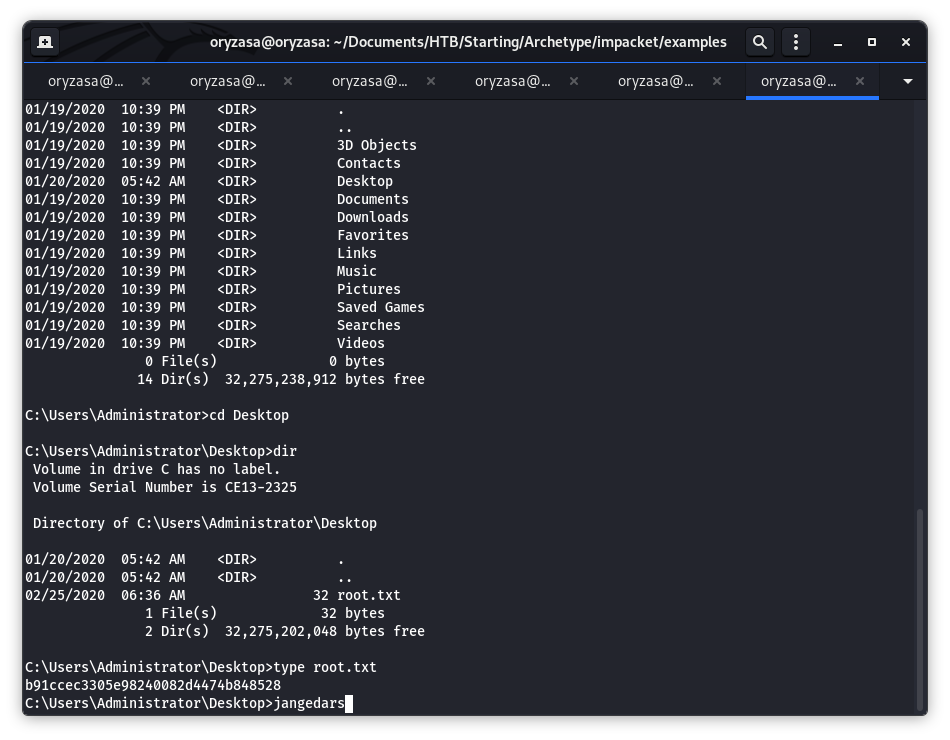 oryzasa@oryzasa: ~/Documents/HTB/Starting/Archetype/impacket/examples
oryzasa@... oryzasa@... oryzasa@... oryzasa@... oryzasa@... oryzasa@...
01/19/2020  10:39 PM    <DIR>          .
01/19/2020  10:39 PM    <DIR>          ..
01/19/2020  10:39 PM    <DIR>          3D Objects
01/19/2020  10:39 PM    <DIR>          Contacts
01/20/2020  05:42 AM    <DIR>          Desktop
01/19/2020  10:39 PM    <DIR>          Documents
01/19/2020  10:39 PM    <DIR>          Downloads
01/19/2020  10:39 PM    <DIR>          Favorites
01/19/2020  10:39 PM    <DIR>          Links
01/19/2020  10:39 PM    <DIR>          Music
01/19/2020  10:39 PM    <DIR>          Pictures
01/19/2020  10:39 PM    <DIR>          Saved Games
01/19/2020  10:39 PM    <DIR>          Searches
01/19/2020  10:39 PM    <DIR>          Videos
               0 File(s)              0 bytes
              14 Dir(s)  32,275,238,912 bytes free
C:\Users\Administrator>cd Desktop
C:\Users\Administrator\Desktop>dir
 Volume in drive C has no label.
 Volume Serial Number is CE13-2325
 Directory of C:\Users\Administrator\Desktop
01/20/2020  05:42 AM    <DIR>          .
01/20/2020  05:42 AM    <DIR>          ..
02/25/2020  06:36 AM                32 root.txt
               1 File(s)             32 bytes
               2 Dir(s)  32,275,202,048 bytes free
C:\Users\Administrator\Desktop>type root.txt
b91ccec3305e98240082d4474b848528
C:\Users\Administrator\Desktop>jangedars